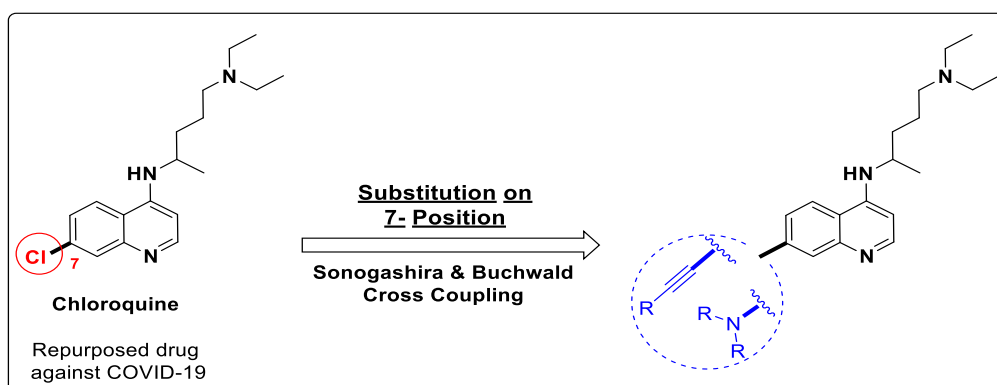 N
HN
Cl
7
N
Chloroquine
Repurposed drug
against COVID-19
Substitution on
7- Position
Sonogashira & Buchwald
Cross Coupling
N
HN
N
R
R
N
R